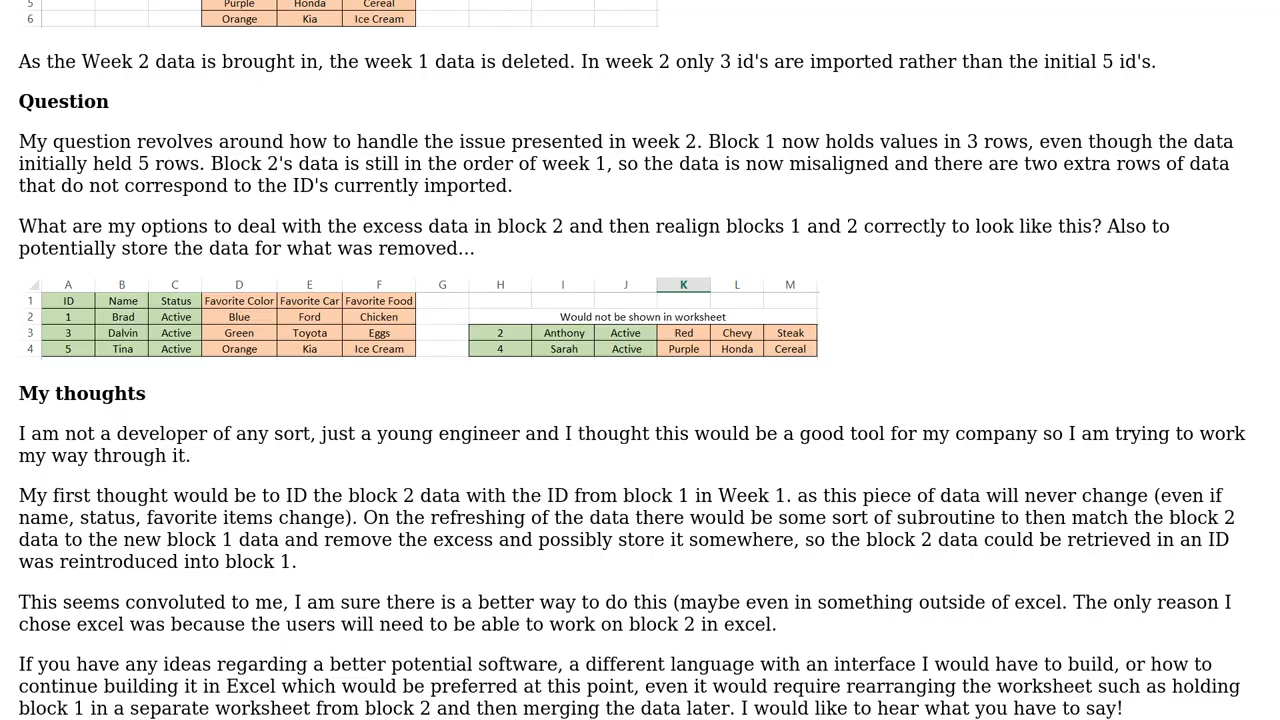 5 Purple Honda Cereal
6 Orange Kia Ice Cream
As the Week 2 data is brought in, the week 1 data is deleted. In week 2 only 3 id's are imported rather than the initial 5 id's.
Question
My question revolves around how to handle the issue presented in week 2. Block 1 now holds values in 3 rows, even though the data
initially held 5 rows. Block 2's data is still in the order of week 1, so the data is now misaligned and there are two extra rows of data
that do not correspond to the ID's currently imported.
What are my options to deal with the excess data in block 2 and then realign blocks 1 and 2 correctly to look like this? Also to
potentially store the data for what was removed...
A B C D E F G H I J K L M
1 ID Name Status Favorite Color Favorite Car Favorite Food
2 1 Brad Active Blue Ford Chicken Would not be shown in worksheet
3 3 Dalvin Active Green Toyota Eggs 2 Anthony Active Red Chevy Steak
4 5 Tina Active Orange Kia Ice Cream 4 Sarah Active Purple Honda Cereal
My thoughts
I am not a developer of any sort, just a young engineer and I thought this would be a good tool for my company so I am trying to work
my way through it.
My first thought would be to ID the block 2 data with the ID from block 1 in Week 1. as this piece of data will never change (even if
name, status, favorite items change). On the refreshing of the data there would be some sort of subroutine to then match the block 2
data to the new block 1 data and remove the excess and possibly store it somewhere, so the block 2 data could be retrieved in an ID
was reintroduced into block 1.
This seems convoluted to me, I am sure there is a better way to do this (maybe even in something outside of excel. The only reason I
chose excel was because the users will need to be able to work on block 2 in excel.
If you have any ideas regarding a better potential software, a different language with an interface I would have to build, or how to
continue building it in Excel which would be preferred at this point, even it would require rearranging the worksheet such as holding
block 1 in a separate worksheet from block 2 and then merging the data later. I would like to hear what you have to say!